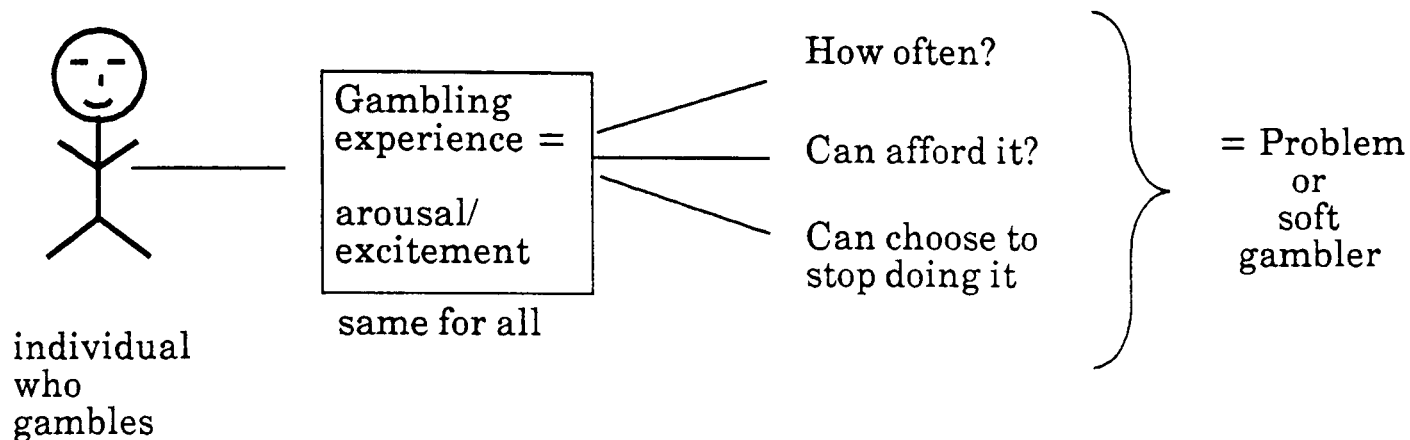 individual
who
gambles
Gambling
experience =
arousal/
excitement
same for all
How often?
Can afford it?
Can choose to
stop doing it
= Problem
or
soft
gambler